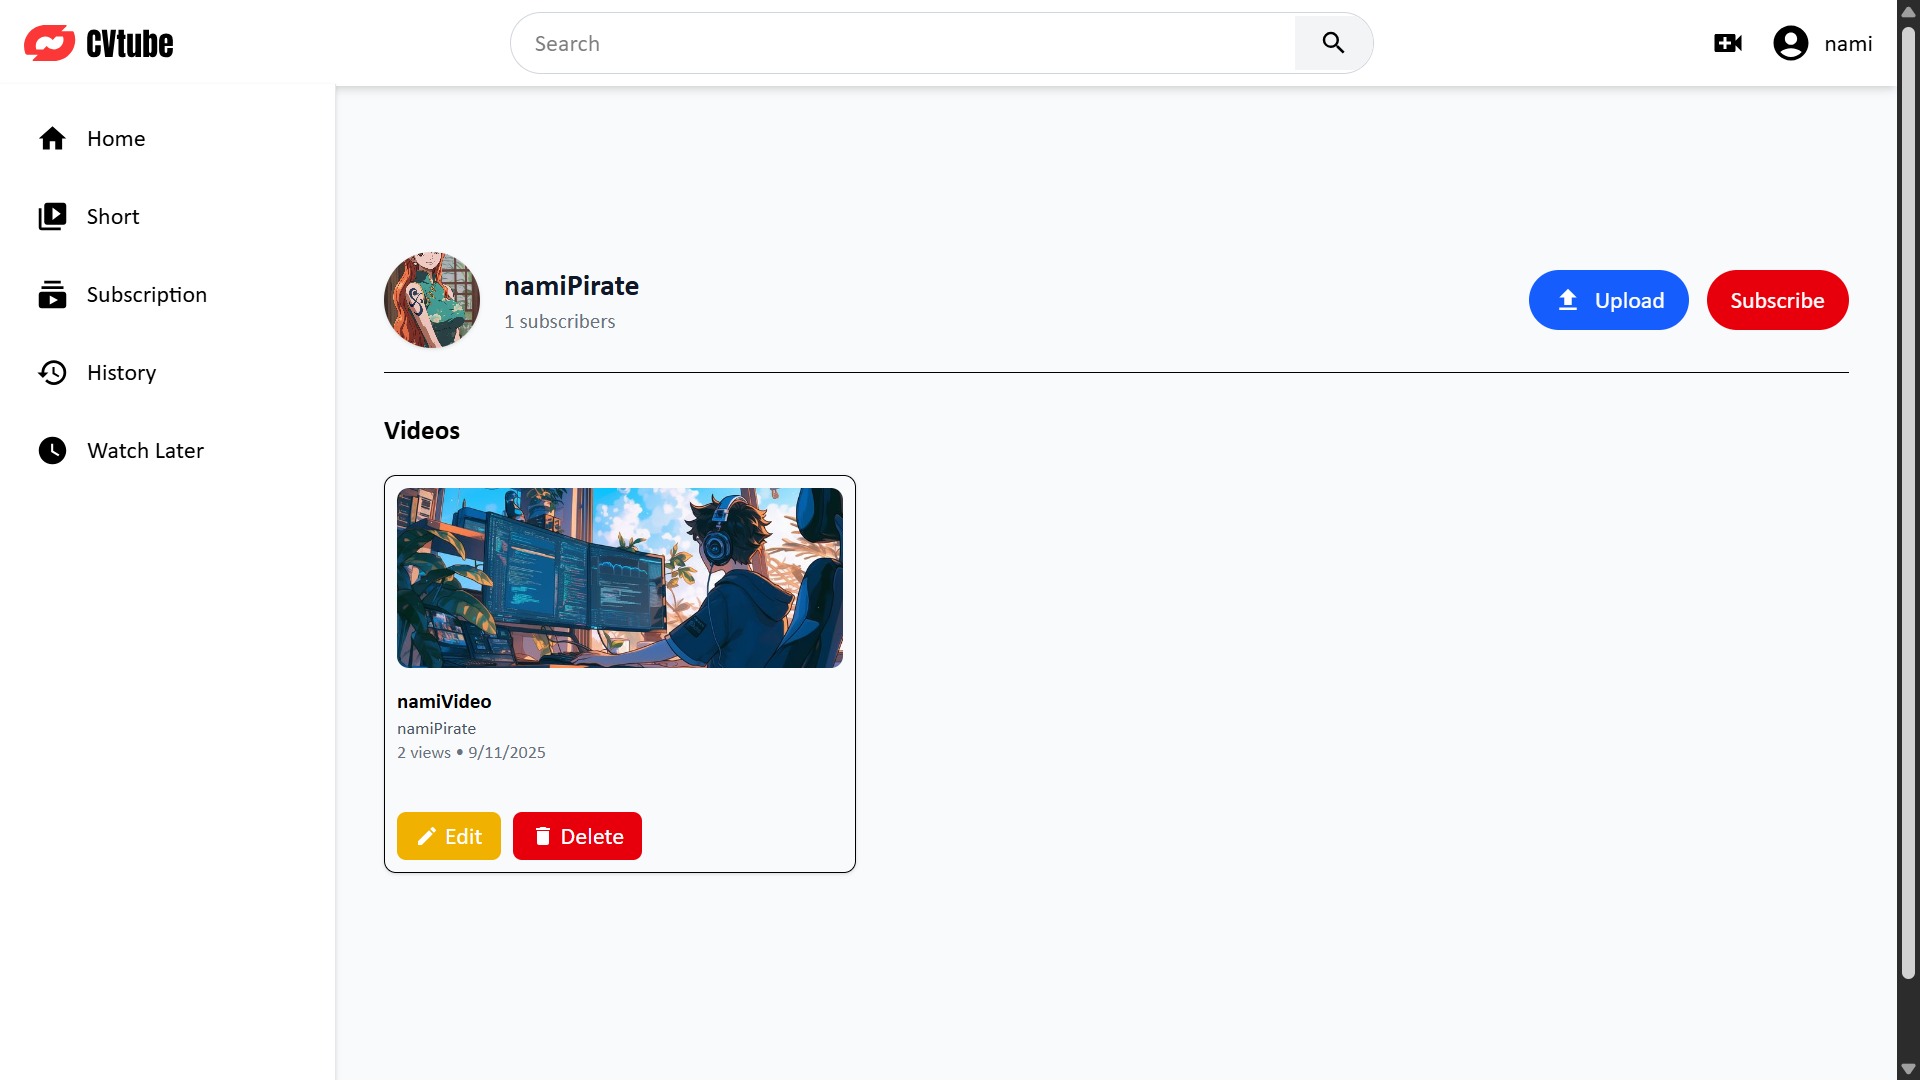 CVtube
Search
nami
Home
Short
Subscription
History
Watch Later
namiPirate
1 subscribers
Upload
Subscribe
Videos
namiVideo
namiPirate
2 views • 9/11/2025
Edit
Delete